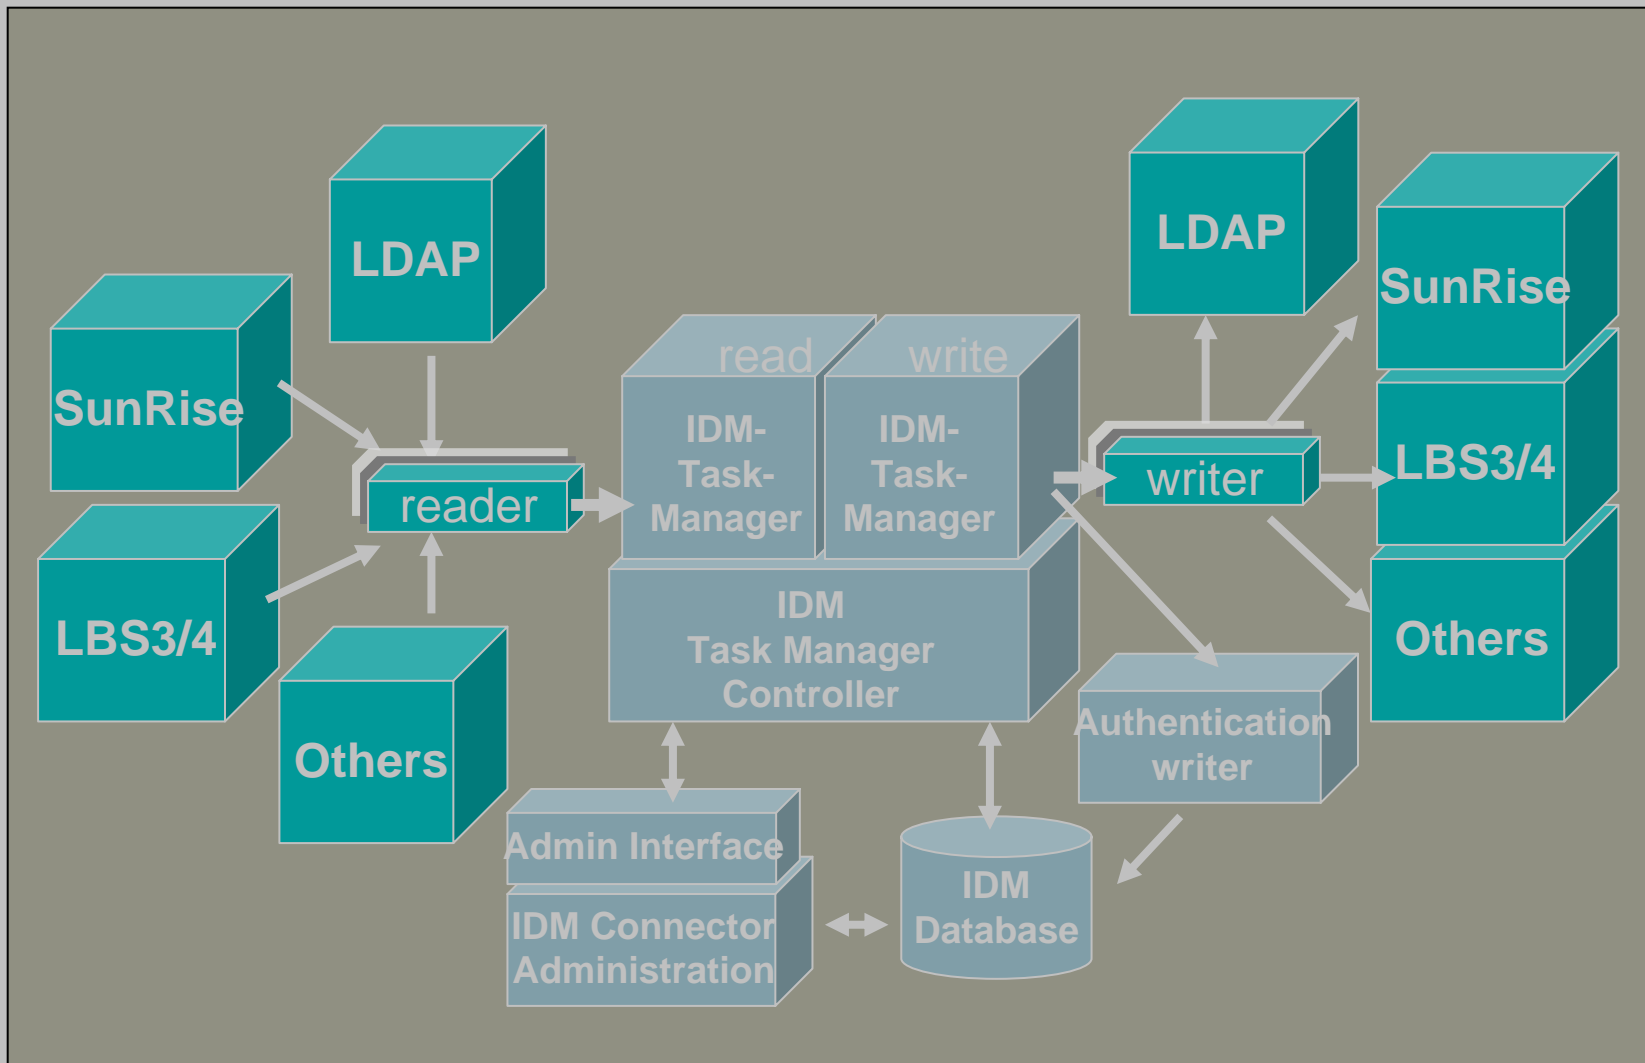 LDAP
SunRise
LBS3/4
Others
reader
read
write
IDM-
Task-
Manager
IDM-
Task-
Manager
IDM
Task Manager
Controller
Admin Interface
IDM Connector
Administration
IDM
Database
writer
Authentication
writer
LDAP
SunRise
LBS3/4
Others